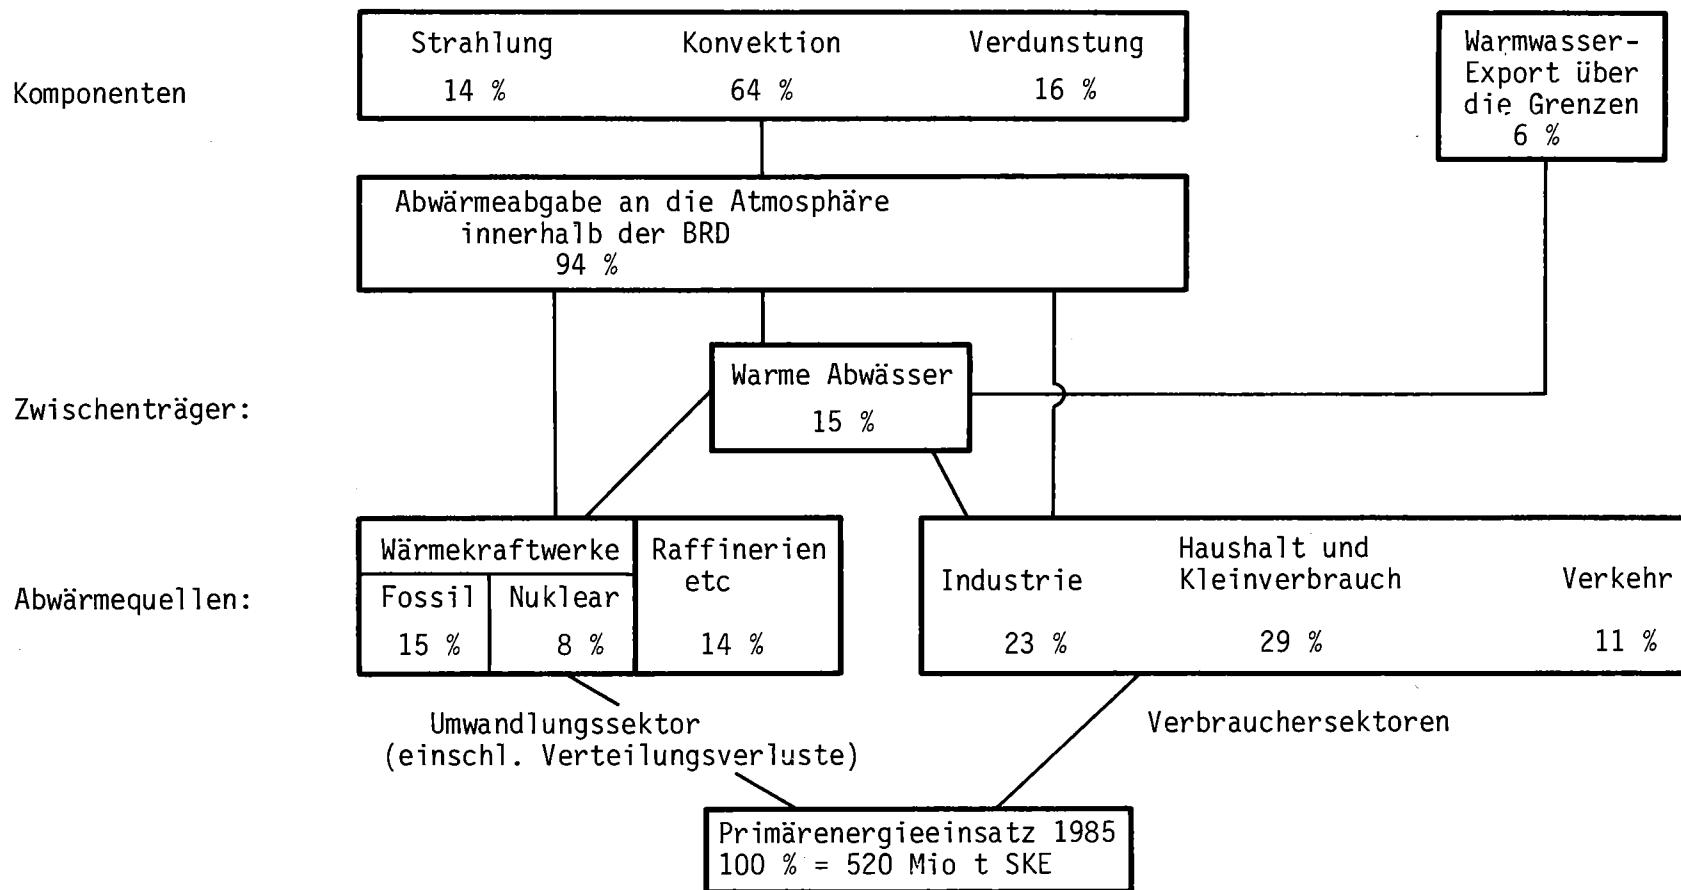 Komponenten
Strahlung Konvektion Verdunstung
14 % 64 % 16 %
Warmwasser-
Export über
die Grenzen
6 %
Abwärmeabgabe an die Atmosphäre
innerhalb der BRD
94 %
Zwischenträger:
Warme Abwässer
15 %
Abwärmequellen:
Wärmekraftwerke
Fossil Nuklear
15 % 8 %
Raffinerien
etc
14 %
Industrie
23 %
Haushalt und
Kleinverbrauch
29 %
Verkehr
11 %
Umwandlungssektor
(einschl. Verteilungsverluste)
Verbrauchersektoren
Primärenergieeinsatz 1985
100 % = 520 Mio t SKE